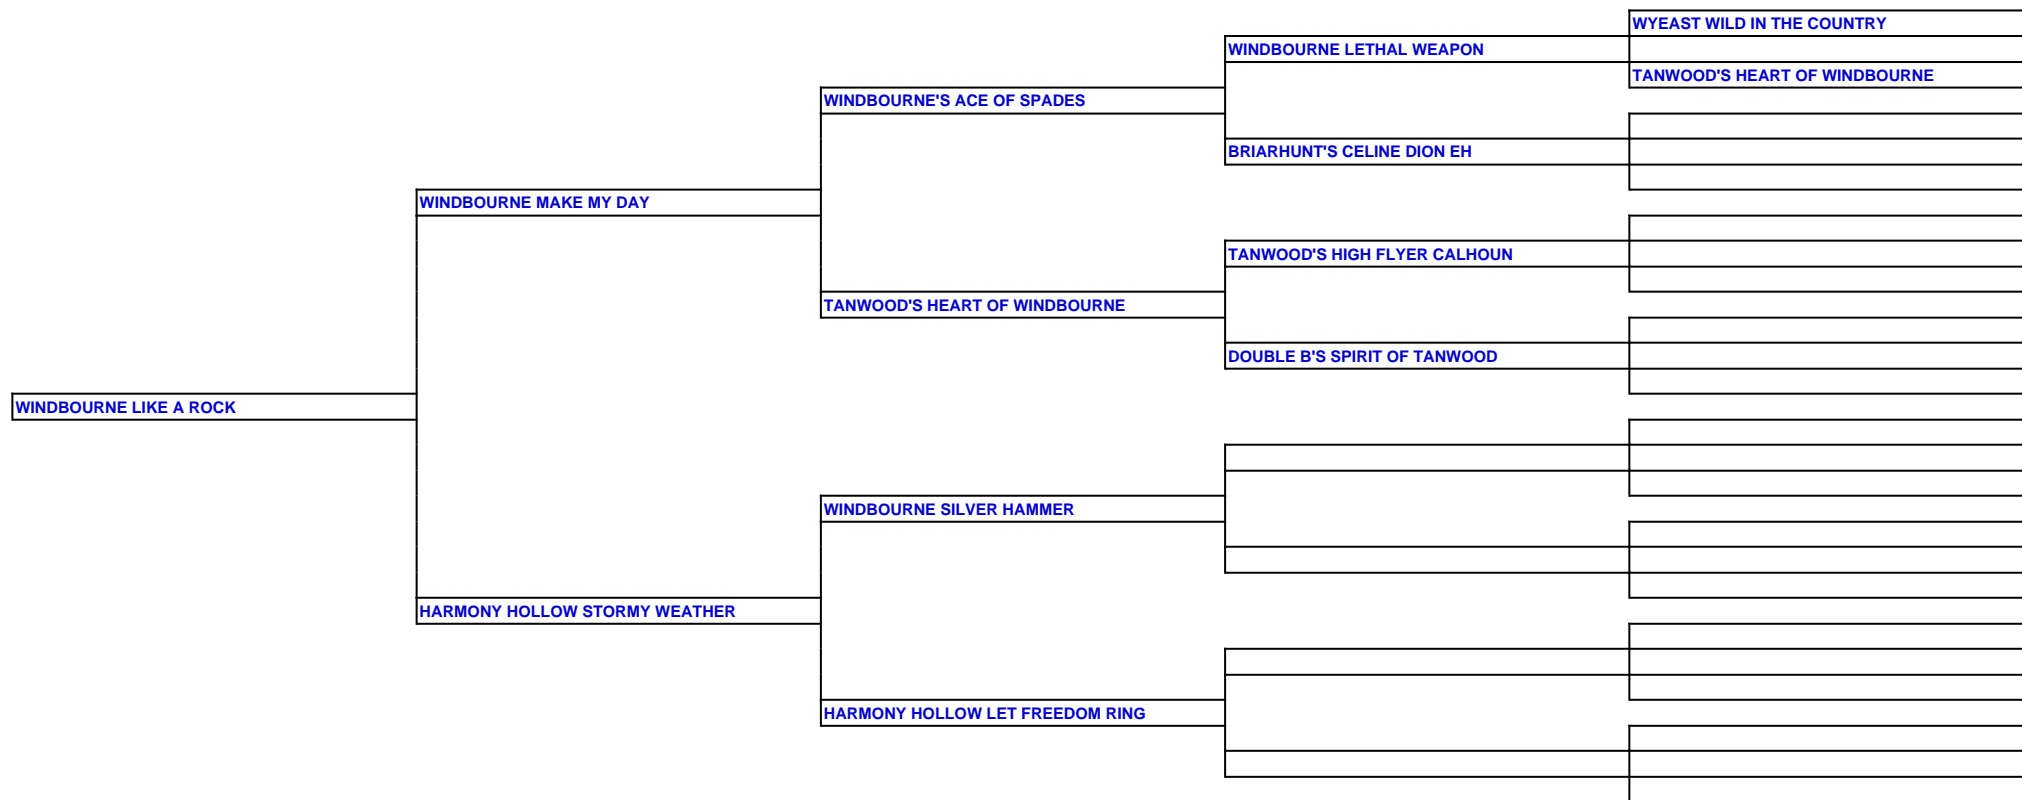 WYEAST WILD IN THE COUNTRY
WINDBOURNE LETHAL WEAPON
TANWOOD'S HEART OF WINDBOURNE
WINDBOURNE'S ACE OF SPADES
BRIARHUNT'S CELINE DION EH
WINDBOURNE MAKE MY DAY
TANWOOD'S HIGH FLYER CALHOUN
TANWOOD'S HEART OF WINDBOURNE
DOUBLE B'S SPIRIT OF TANWOOD
WINDBOURNE LIKE A ROCK
WINDBOURNE SILVER HAMMER
HARMONY HOLLOW STORMY WEATHER
HARMONY HOLLOW LET FREEDOM RING